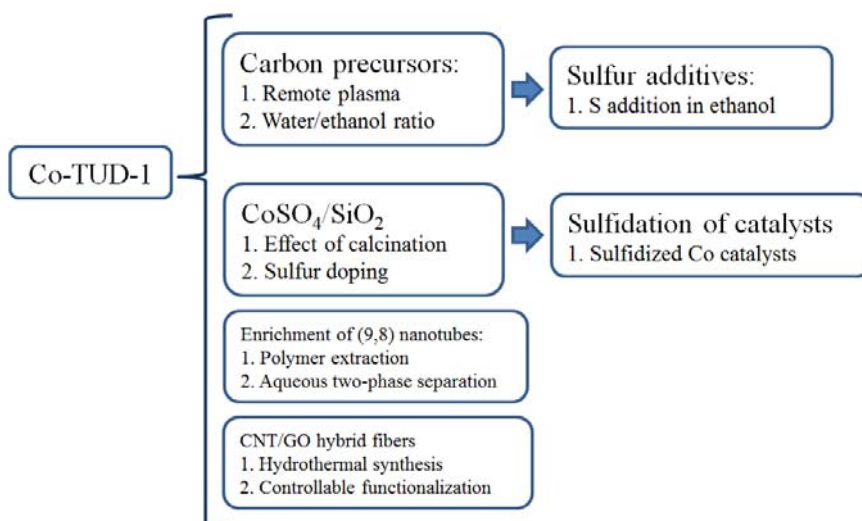 Co-TUD-1
Carbon precursors:
1. Remote plasma
2. Water/ethanol ratio
Sulfur additives:
1. S addition in ethanol
CoSO₄/SiO₂
1. Effect of calcination
2. Sulfur doping
Sulfidation of catalysts
1. Sulfidized Co catalysts
Enrichment of (9,8) nanotubes:
1. Polymer extraction
2. Aqueous two-phase separation
CNT/GO hybrid fibers
1. Hydrothermal synthesis
2. Controllable functionalization